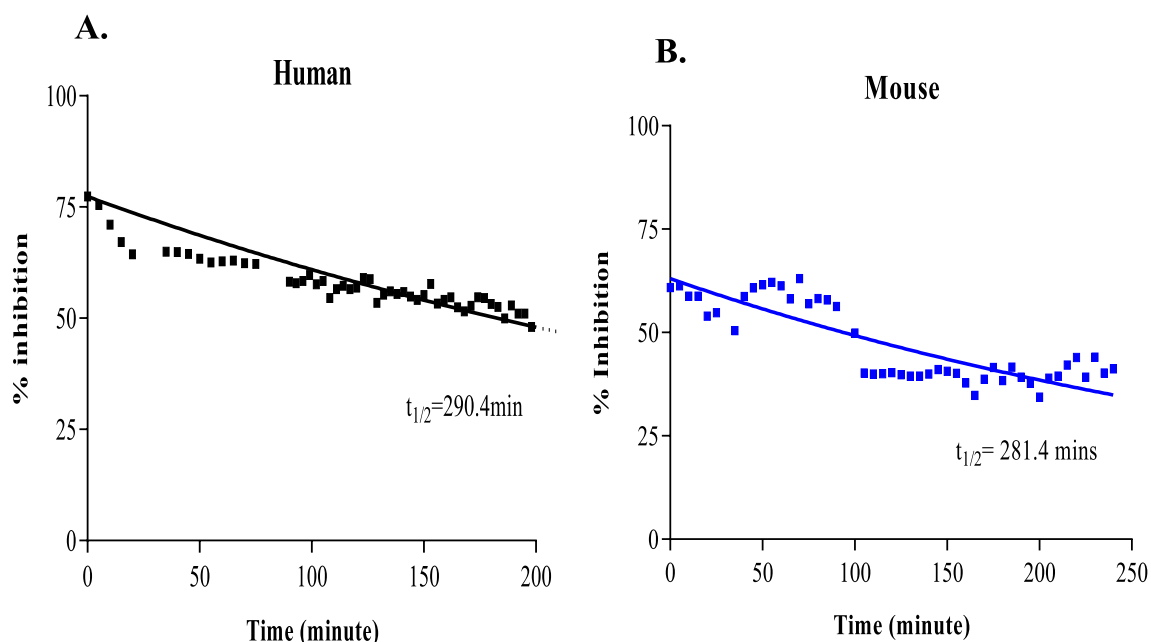 A.
Human
100
75
50
25
0
% inhibition
t1/2=290.4min
0 50 100 150 200
Time (minute)
B.
Mouse
100
75
50
25
0
% Inhibition
t1/2= 281.4 mins
0 50 100 150 200 250
Time (minute)